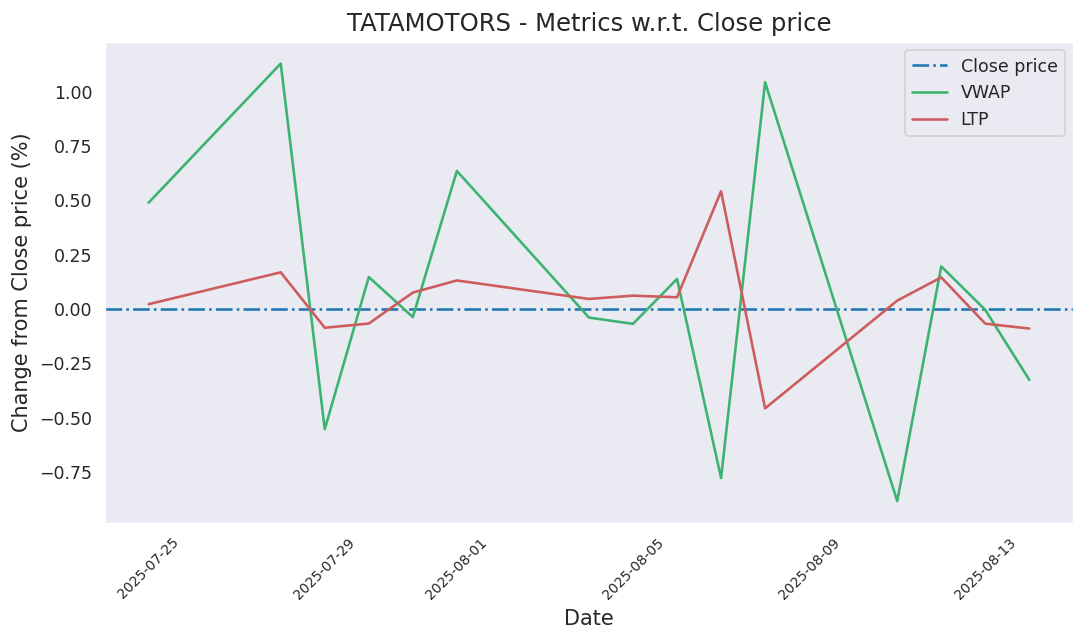 TATAMOTORS - Metrics w.r.t. Close price
Close price
VWAP
LTP
Change from Close price (%)
1.00
0.75
0.50
0.25
0.00
−0.25
−0.50
−0.75
2025-07-25
2025-07-29
2025-08-01
2025-08-05
2025-08-09
2025-08-13
Date